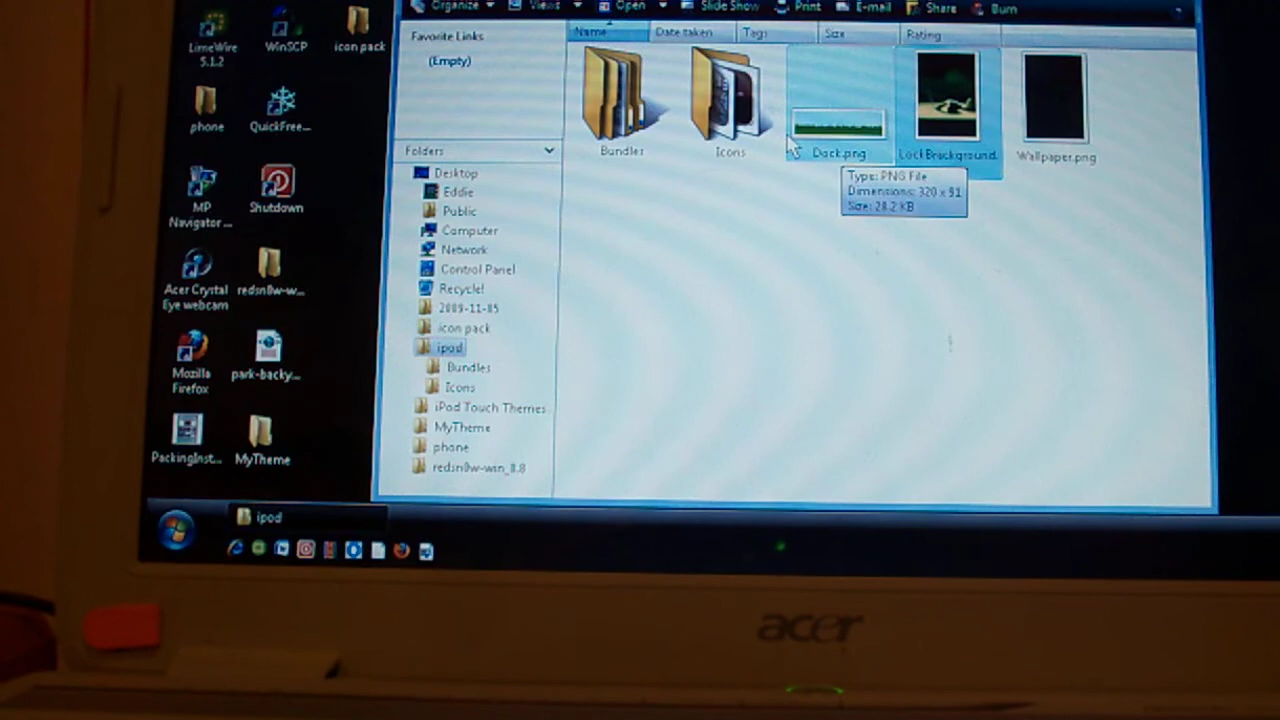 Organize Views Open Slide Show Print E-mail Share Burn
LimeWire
5.1.2
WinSCP
icon pack
phone
QuickFree...
MP
Navigator ...
Shutdown
Acer Crystal
Eye webcam
redsn0w-w...
Mozilla
Firefox
park-backy...
PackingInst...
MyTheme
Favorite Links
(Empty)
Folders
Desktop
Eddie
Public
Computer
Network
Control Panel
Recycle!
2009-11-05
icon pack
ipod
Bundles
Icons
iPod Touch Themes
MyTheme
phone
redsn0w-win_0.8
Name Date taken Tags Size Rating
Bundles
Icons
Dock.png
LockBackground.
Wallpaper.png
Type: PNG File
Dimensions: 320 x 91
Size: 28.2 KB
ipod
acer